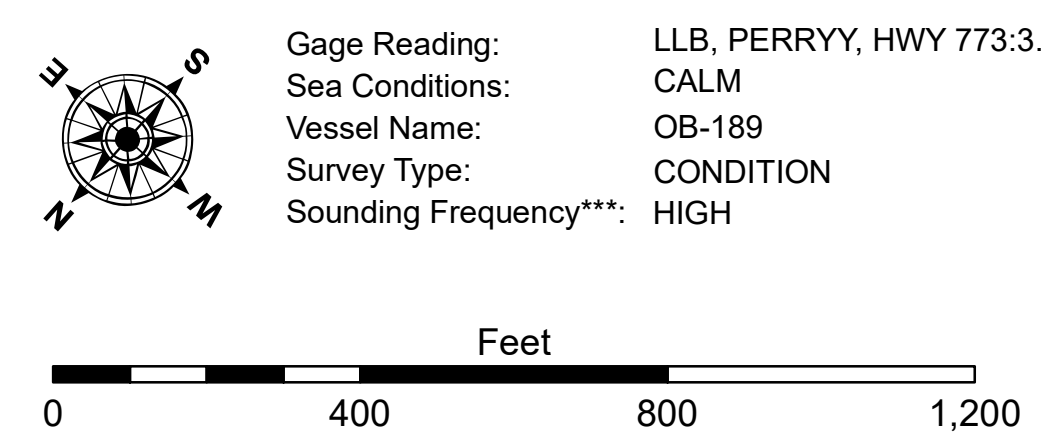 E
S
N
W
Gage Reading: LLB, PERRYY, HWY 773:3.
Sea Conditions: CALM
Vessel Name: OB-189
Survey Type: CONDITION
Sounding Frequency***: HIGH
Feet
0 400 800 1,200